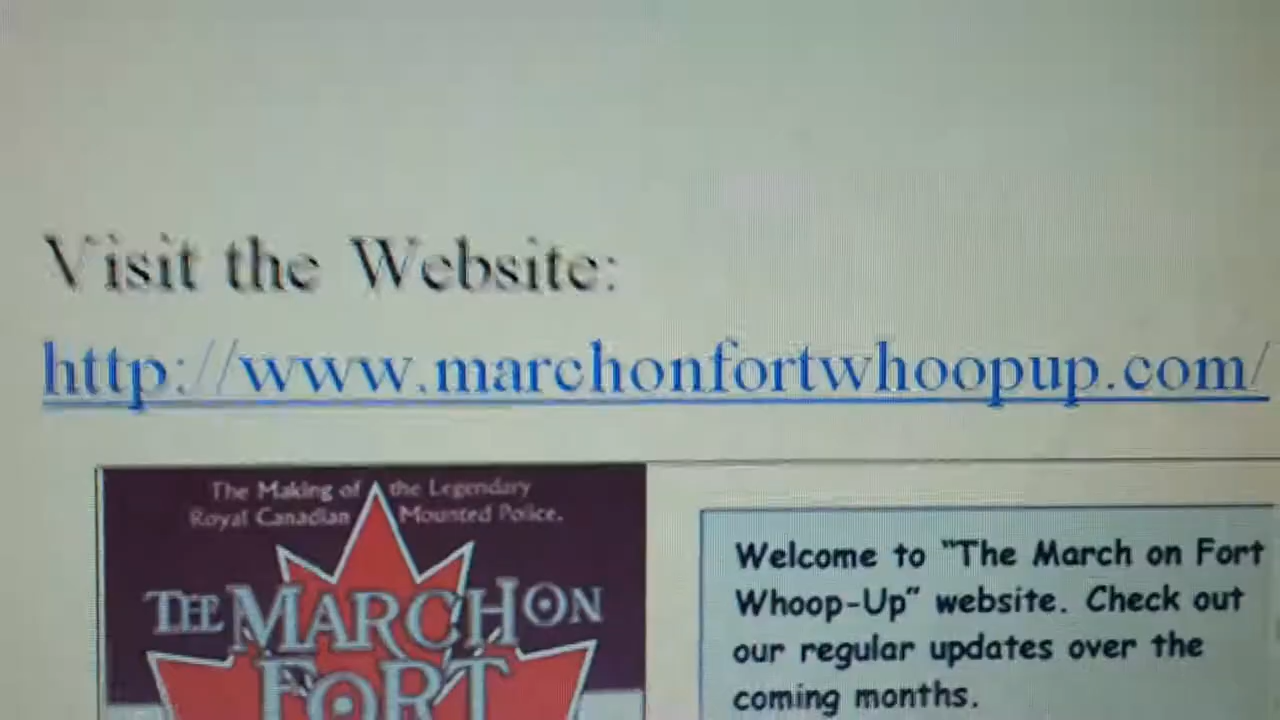 Visit the Website:
http://www.marchonfortwhoopup.com/
The Making of the Legendary
Royal Canadian Mounted Police.
THE MARCH ON
FORT
Welcome to "The March on Fort
Whoop-Up" website. Check out
our regular updates over the
coming months.